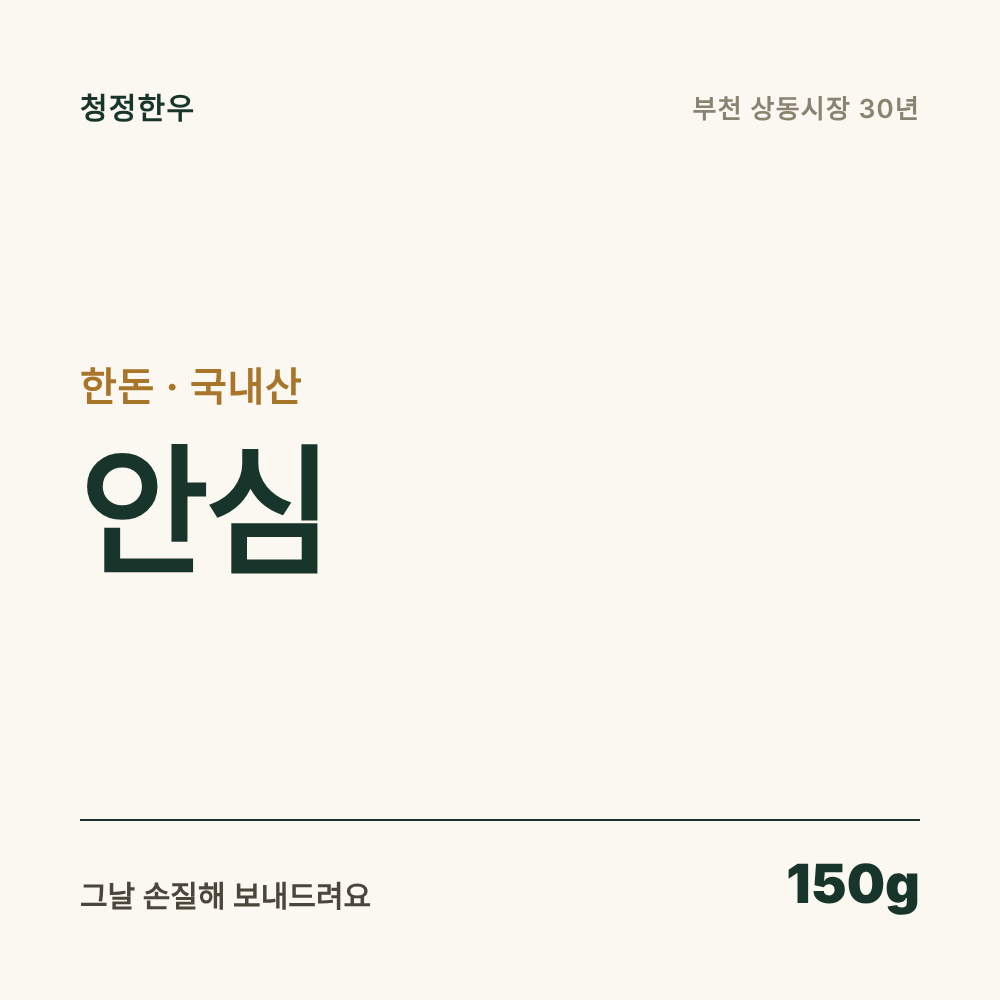 청정한우
부천 상동시장 30년
한돈 · 국내산
안심
그날 손질해 보내드려요
150g